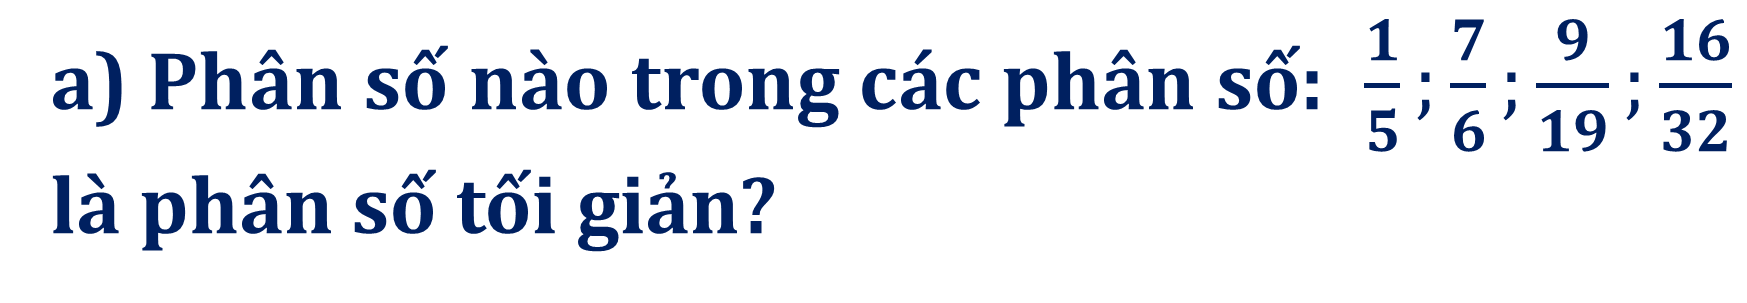 a) Phân số nào trong các phân số: 1/5 ; 7/6 ; 9/19 ; 16/32
là phân số tối giản?